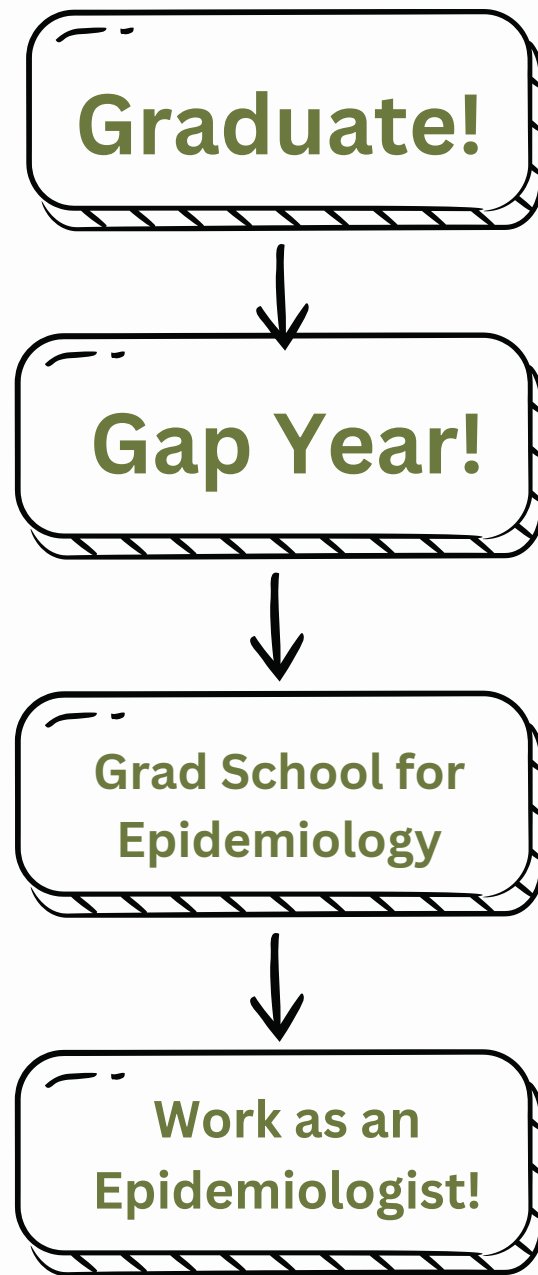 Graduate!
Gap Year!
Grad School for
Epidemiology
Work as an
Epidemiologist!